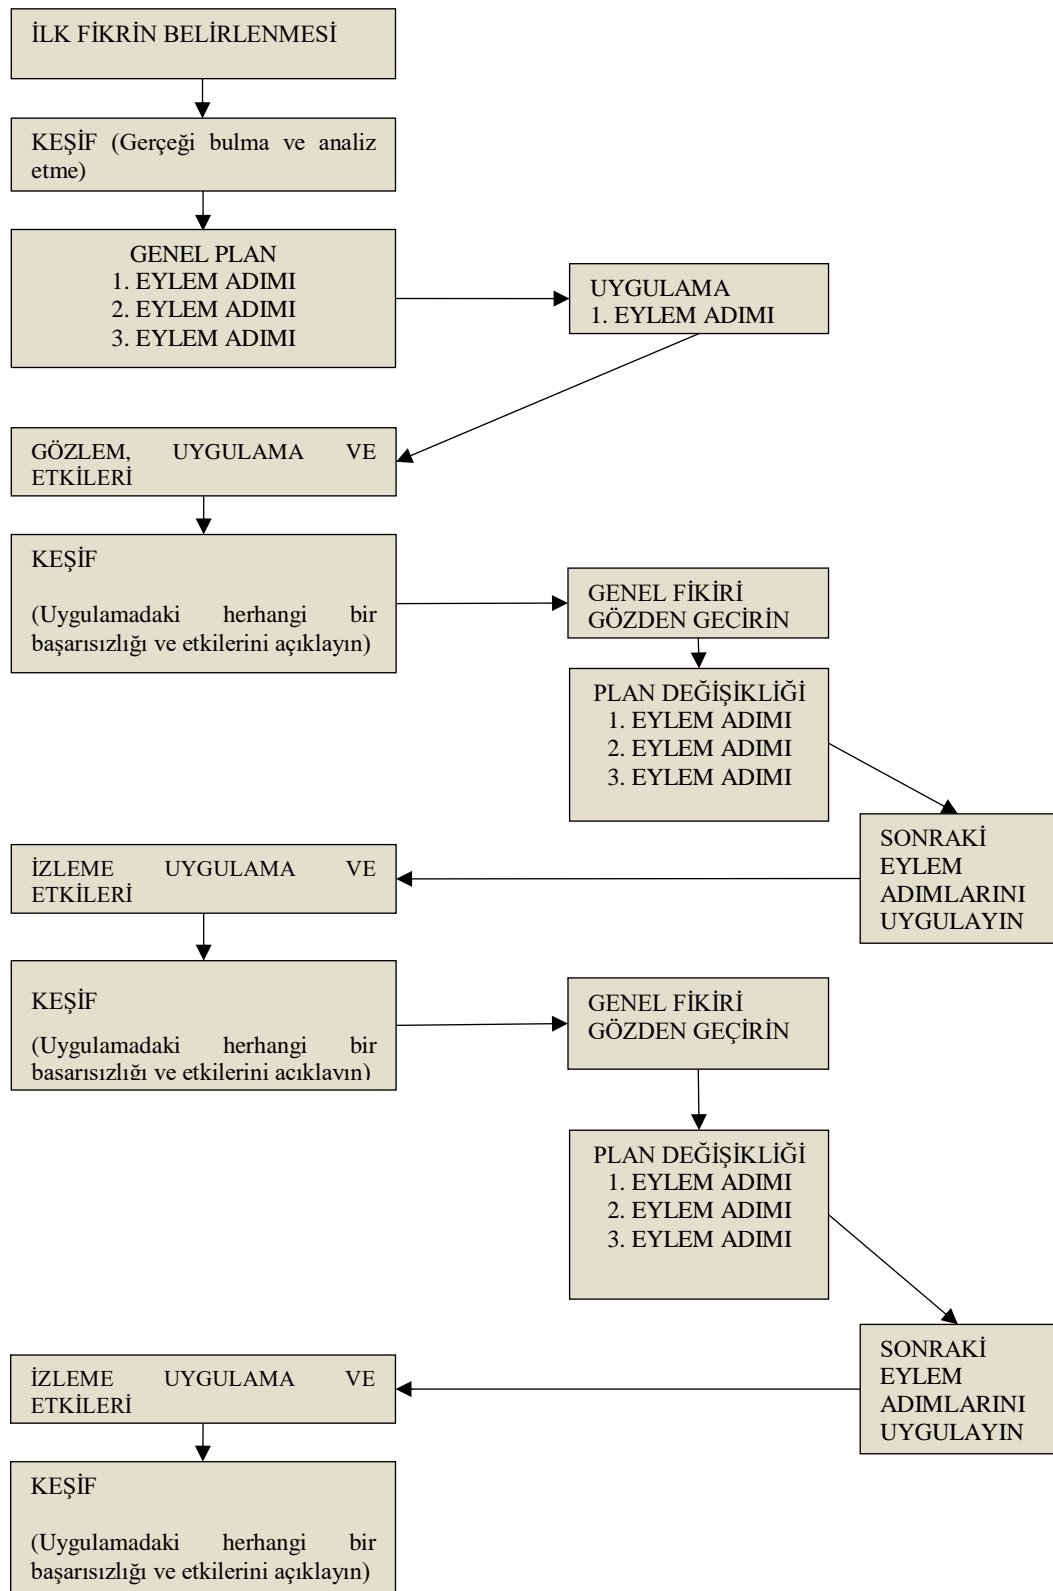 İLK FİKRİN BELİRLENMESİ
KEŞİF (Gerçeği bulma ve analiz
etme)
GENEL PLAN
1. EYLEM ADIMI
2. EYLEM ADIMI
3. EYLEM ADIMI
UYGULAMA
1. EYLEM ADIMI
GÖZLEM, UYGULAMA VE
ETKİLERİ
KEŞİF
(Uygulamadaki herhangi bir
başarısızlığı ve etkilerini açıklayın)
GENEL FİKİRİ
GÖZDEN GEÇİRİN
PLAN DEĞİŞİKLİĞİ
1. EYLEM ADIMI
2. EYLEM ADIMI
3. EYLEM ADIMI
SONRAKİ
EYLEM
ADIMLARINI
UYGULAYIN
İZLEME UYGULAMA VE
ETKİLERİ
KEŞİF
(Uygulamadaki herhangi bir
başarısızlığı ve etkilerini açıklayın)
GENEL FİKİRİ
GÖZDEN GEÇİRİN
PLAN DEĞİŞİKLİĞİ
1. EYLEM ADIMI
2. EYLEM ADIMI
3. EYLEM ADIMI
SONRAKİ
EYLEM
ADIMLARINI
UYGULAYIN
İZLEME UYGULAMA VE
ETKİLERİ
KEŞİF
(Uygulamadaki herhangi bir
başarısızlığı ve etkilerini açıklayın)